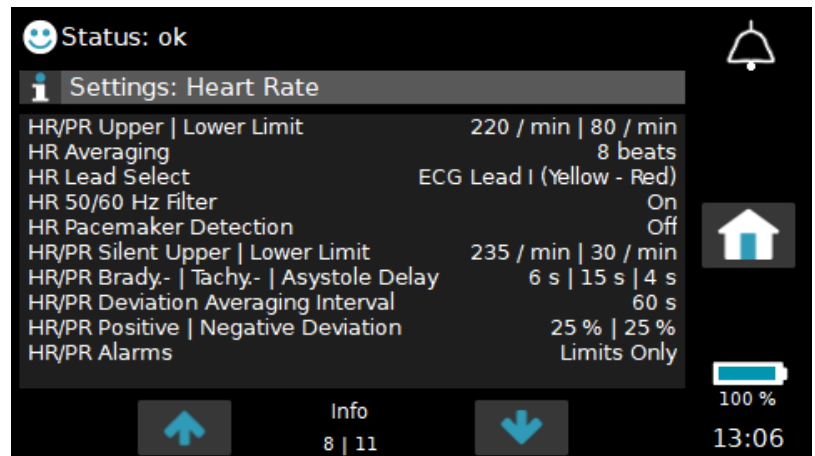 Status: ok
Settings: Heart Rate
HR/PR Upper | Lower Limit 220 / min | 80 / min
HR Averaging 8 beats
HR Lead Select ECG Lead I (Yellow - Red)
HR 50/60 Hz Filter On
HR Pacemaker Detection Off
HR/PR Silent Upper | Lower Limit 235 / min | 30 / min
HR/PR Brady.- | Tachy.- | Asystole Delay 6 s | 15 s | 4 s
HR/PR Deviation Averaging Interval 60 s
HR/PR Positive | Negative Deviation 25 % | 25 %
HR/PR Alarms Limits Only
Info
8 | 11
100 %
13:06